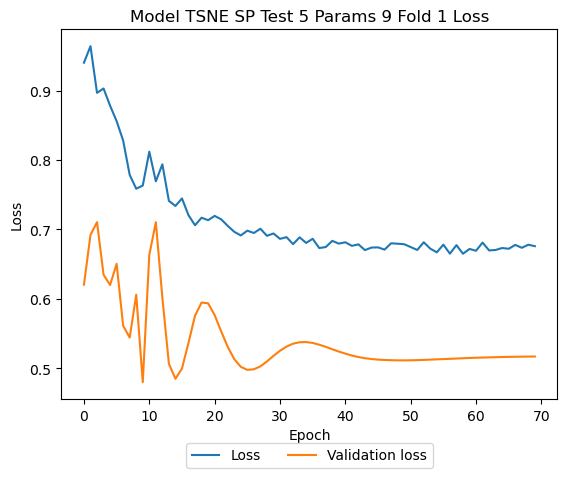 Model TSNE SP Test 5 Params 9 Fold 1 Loss
0.9
0.8
0.7
0.6
0.5
Loss
0 10 20 30 40 50 60 70
Epoch
Loss Validation loss